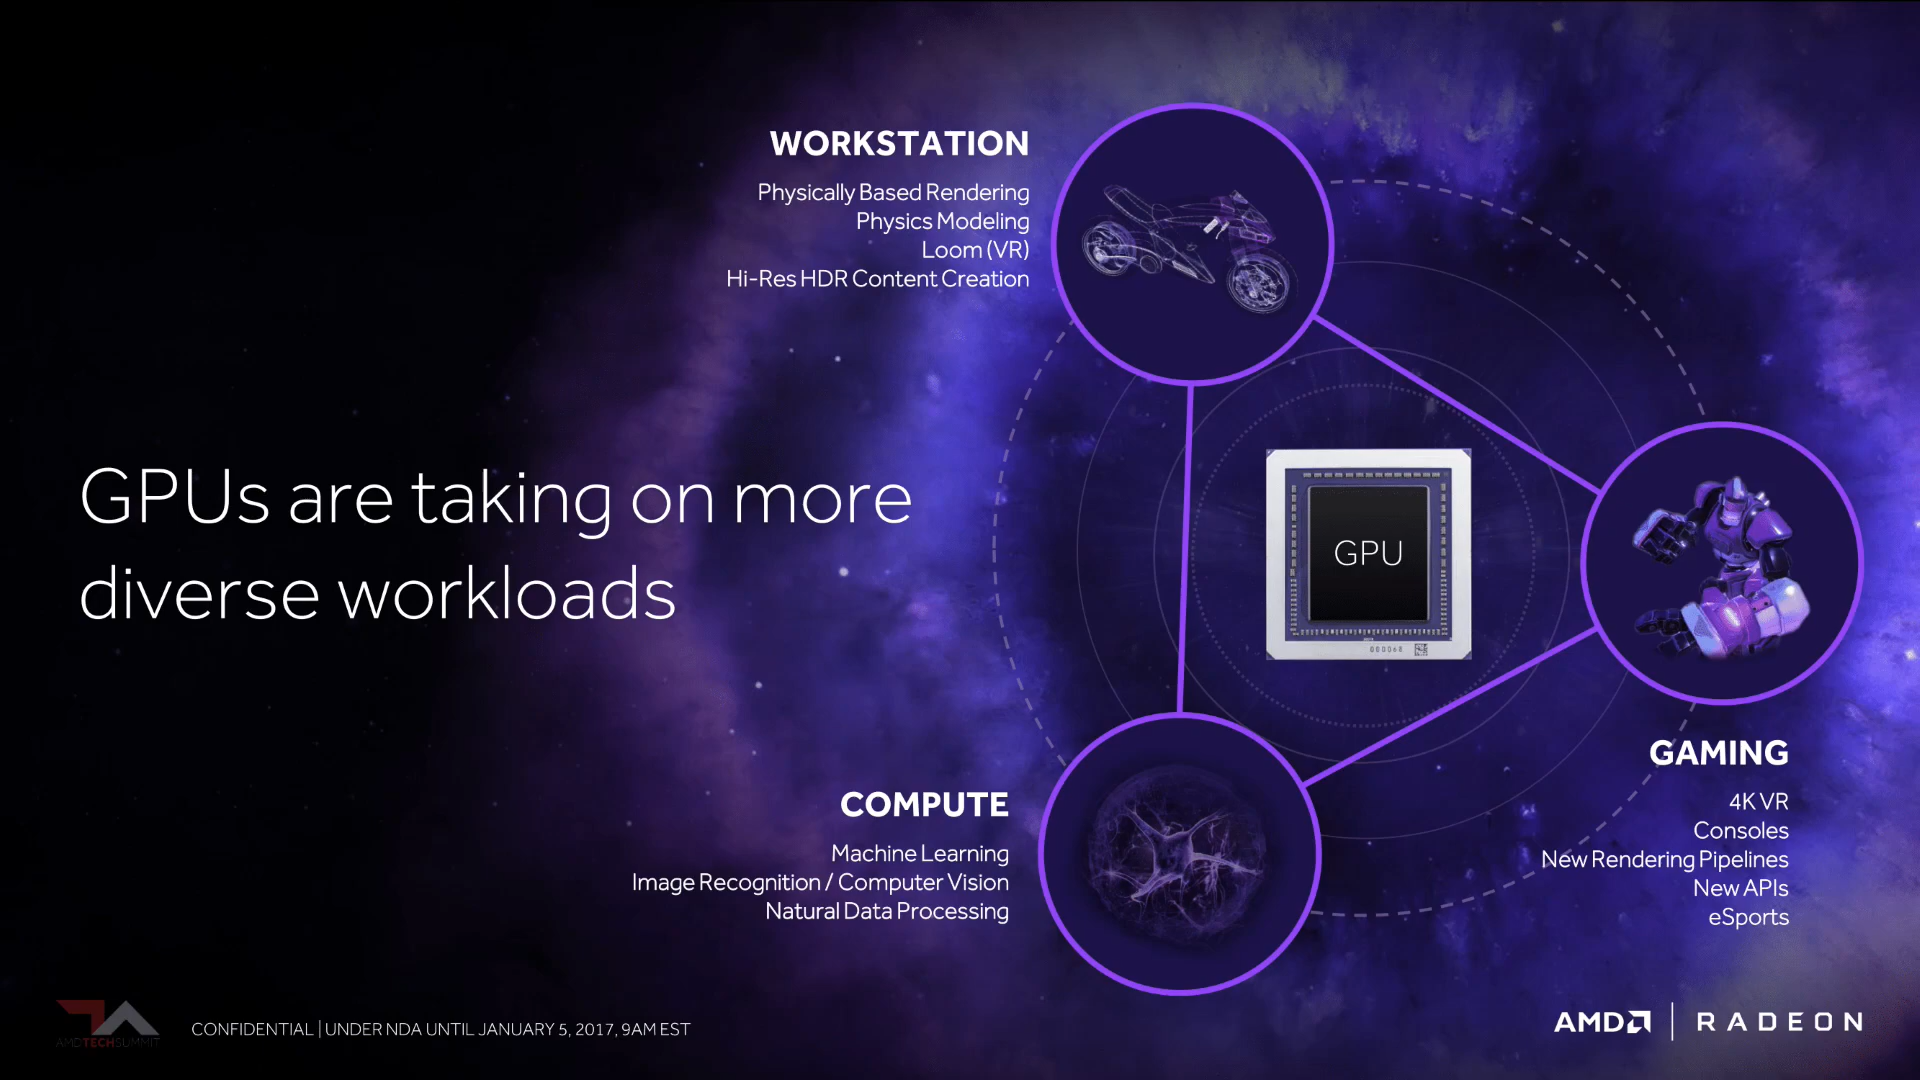 WORKSTATION
Physically Based Rendering
Physics Modeling
Loom (VR)
Hi-Res HDR Content Creation
GPUs are taking on more
diverse workloads
GPU
000068
GAMING
4K VR
Consoles
New Rendering Pipelines
New APIs
eSports
COMPUTE
Machine Learning
Image Recognition / Computer Vision
Natural Data Processing
AMDTECHSUMMIT
CONFIDENTIAL | UNDER NDA UNTIL JANUARY 5, 2017, 9AM EST
AMD | RADEON